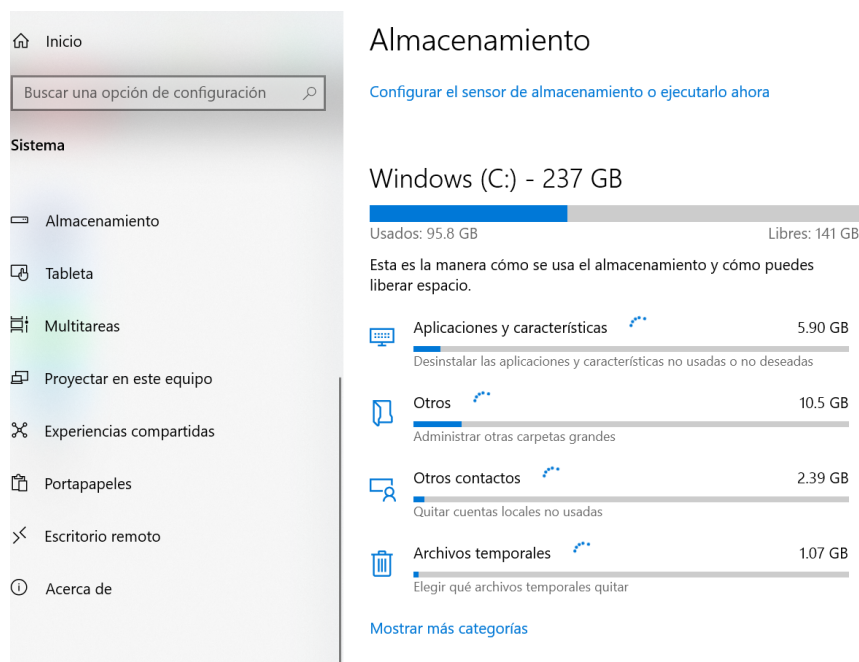 Inicio
Buscar una opción de configuración
Sistema
Almacenamiento
Tableta
Multitareas
Proyectar en este equipo
Experiencias compartidas
Portapapeles
Escritorio remoto
Acerca de
Almacenamiento
Configurar el sensor de almacenamiento o ejecutarlo ahora
Windows (C:) - 237 GB
Usados: 95.8 GB Libres: 141 GB
Esta es la manera cómo se usa el almacenamiento y cómo puedes
liberar espacio.
Aplicaciones y características 5.90 GB
Desinstalar las aplicaciones y características no usadas o no deseadas
Otros 10.5 GB
Administrar otras carpetas grandes
Otros contactos 2.39 GB
Quitar cuentas locales no usadas
Archivos temporales 1.07 GB
Elegir qué archivos temporales quitar
Mostrar más categorías